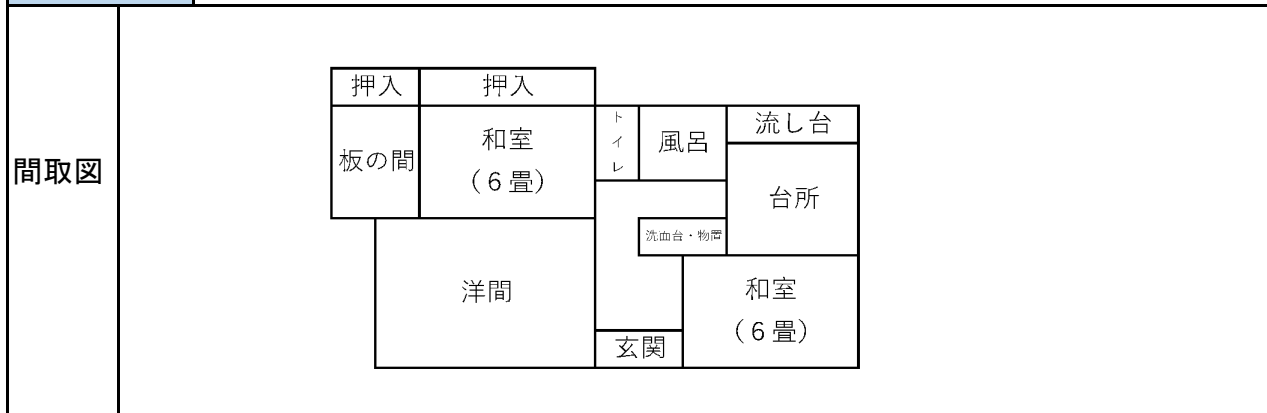 間取図
押入
押入
板の間
和室
（６畳）
トイレ
風呂
流し台
台所
洗面台・物置
洋間
和室
（６畳）
玄関